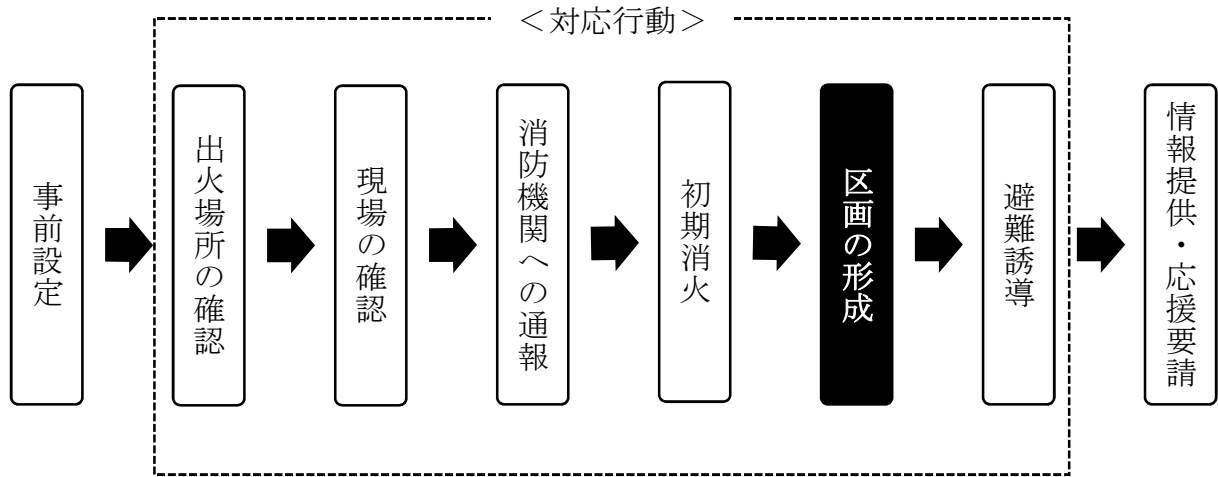 ＜対応行動＞
事前設定
出火場所の確認
現場の確認
消防機関への通報
初期消火
区画の形成
避難誘導
情報提供・応援要請